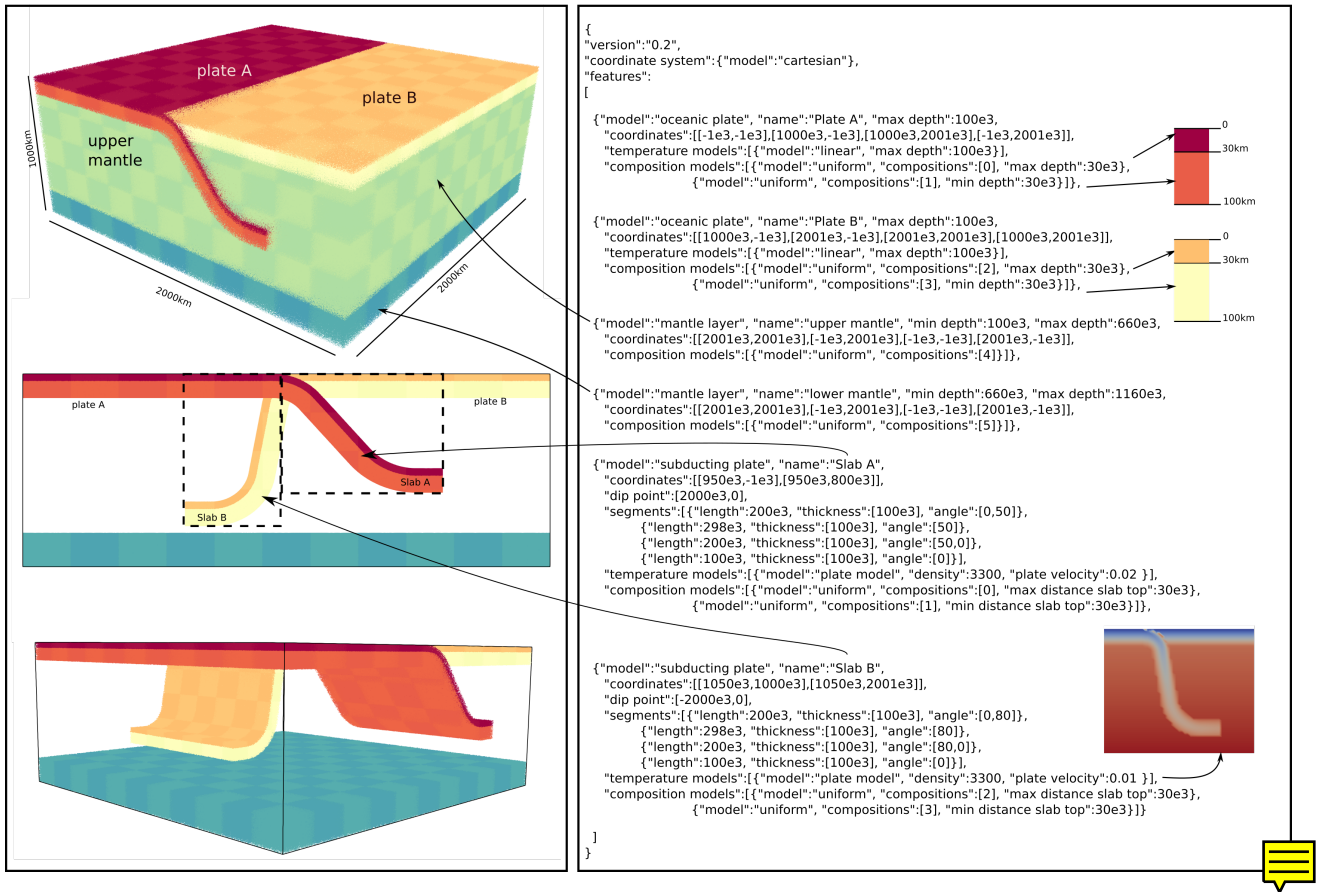 plate A
plate B
upper
mantle
1000km
2000km
2000km
plate A
plate B
Slab A
Slab B
{
"version":"0.2",
"coordinate system":{"model":"cartesian"},
"features":
[
{"model":"oceanic plate", "name":"Plate A", "max depth":100e3,
"coordinates":[[-1e3,-1e3],[1000e3,-1e3],[1000e3,2001e3],[-1e3,2001e3]],
"temperature models":[{"model":"linear", "max depth":100e3}],
"composition models":[{"model":"uniform", "compositions":[0], "max depth":30e3},
{"model":"uniform", "compositions":[1], "min depth":30e3}]},
0
30km
100km
{"model":"oceanic plate", "name":"Plate B", "max depth":100e3,
"coordinates":[[1000e3,-1e3],[2001e3,-1e3],[2001e3,2001e3],[1000e3,2001e3]],
"temperature models":[{"model":"linear", "max depth":100e3}],
"composition models":[{"model":"uniform", "compositions":[2], "max depth":30e3},
{"model":"uniform", "compositions":[3], "min depth":30e3}]},
0
30km
100km
{"model":"mantle layer", "name":"upper mantle", "min depth":100e3, "max depth":660e3,
"coordinates":[[2001e3,2001e3],[-1e3,2001e3],[-1e3,-1e3],[2001e3,-1e3]],
"composition models":[{"model":"uniform", "compositions":[4]}]},
{"model":"mantle layer", "name":"lower mantle", "min depth":660e3, "max depth":1160e3,
"coordinates":[[2001e3,2001e3],[-1e3,2001e3],[-1e3,-1e3],[2001e3,-1e3]],
"composition models":[{"model":"uniform", "compositions":[5]}]},
{"model":"subducting plate", "name":"Slab A",
"coordinates":[[950e3,-1e3],[950e3,800e3]],
"dip point":[2000e3,0],
"segments":[{"length":200e3, "thickness":[100e3], "angle":[0,50]},
{"length":298e3, "thickness":[100e3], "angle":[50]},
{"length":200e3, "thickness":[100e3], "angle":[50,0]},
{"length":100e3, "thickness":[100e3], "angle":[0]}],
"temperature models":[{"model":"plate model", "density":3300, "plate velocity":0.02 }],
"composition models":[{"model":"uniform", "compositions":[0], "max distance slab top":30e3},
{"model":"uniform", "compositions":[1], "min distance slab top":30e3}]},
{"model":"subducting plate", "name":"Slab B",
"coordinates":[[1050e3,1000e3],[1050e3,2001e3]],
"dip point":[-2000e3,0],
"segments":[{"length":200e3, "thickness":[100e3], "angle":[0,80]},
{"length":298e3, "thickness":[100e3], "angle":[80]},
{"length":200e3, "thickness":[100e3], "angle":[80,0]},
{"length":100e3, "thickness":[100e3], "angle":[0]}],
"temperature models":[{"model":"plate model", "density":3300, "plate velocity":0.01 }],
"composition models":[{"model":"uniform", "compositions":[2], "max distance slab top":30e3},
{"model":"uniform", "compositions":[3], "min distance slab top":30e3}]}
]
}